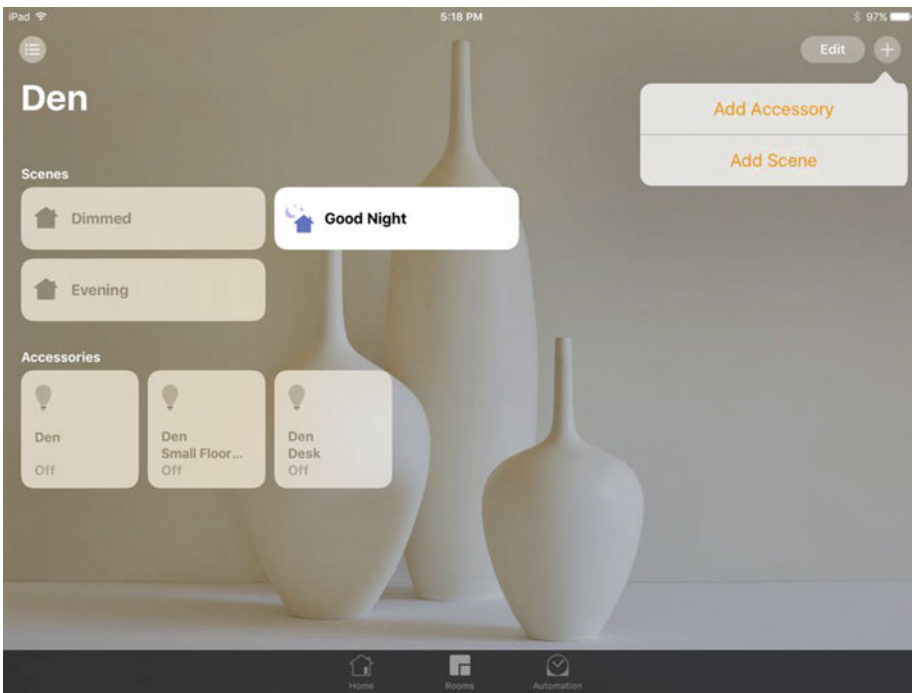 iPad
5:18 PM
97%
Edit
Den
Add Accessory
Add Scene
Scenes
Dimmed
Good Night
Evening
Accessories
Den
Off
Den
Small Floor...
Off
Den
Desk
Off
Home
Rooms
Automation